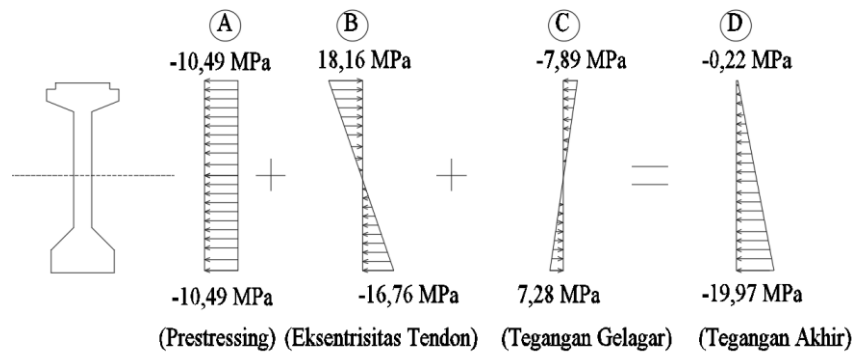 A B C D
-10,49 MPa 18,16 MPa -7,89 MPa -0,22 MPa
+ + =
-10,49 MPa -16,76 MPa 7,28 MPa -19,97 MPa
(Prestressing) (Eksentrisitas Tendon) (Tegangan Gelagar) (Tegangan Akhir)